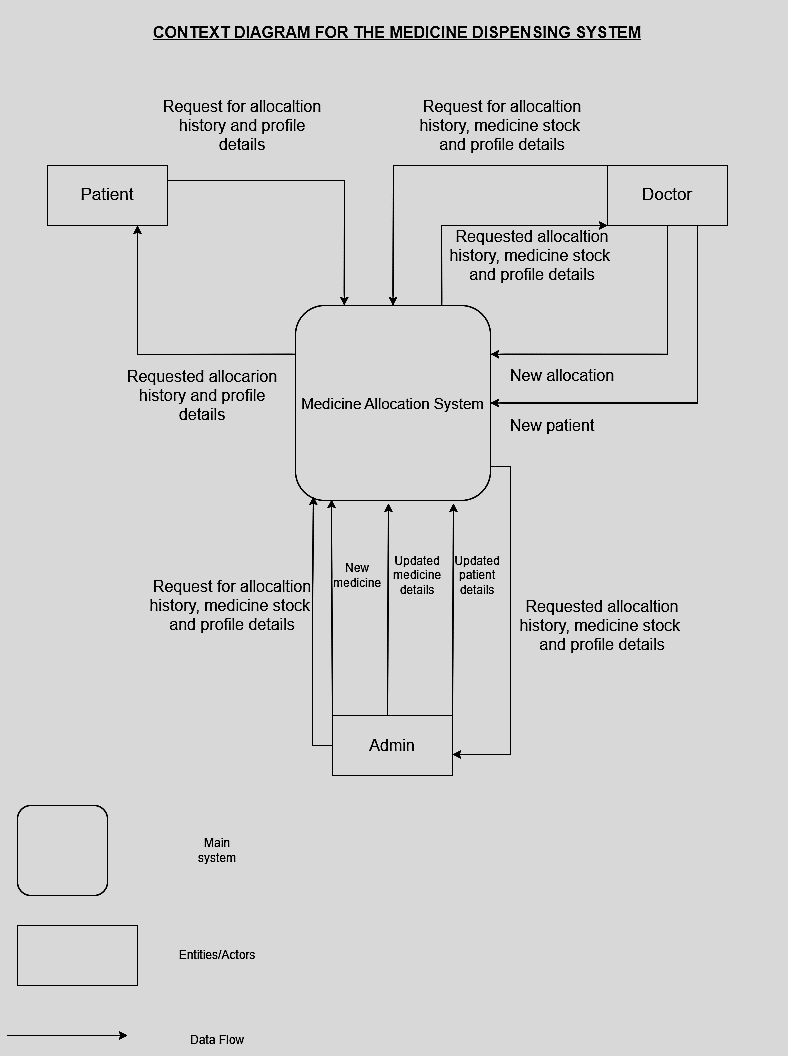 CONTEXT DIAGRAM FOR THE MEDICINE DISPENSING SYSTEM
Request for allocaltion
history and profile
details
Request for allocaltion
history, medicine stock
and profile details
Patient
Doctor
Requested allocaltion
history, medicine stock
and profile details
Requested allocarion
history and profile
details
New allocation
Medicine Allocation System
New patient
Request for allocaltion
history, medicine stock
and profile details
New
medicine
Updated
medicine
details
Updated
patient
details
Requested allocaltion
history, medicine stock
and profile details
Admin
Main
system
Entities/Actors
Data Flow